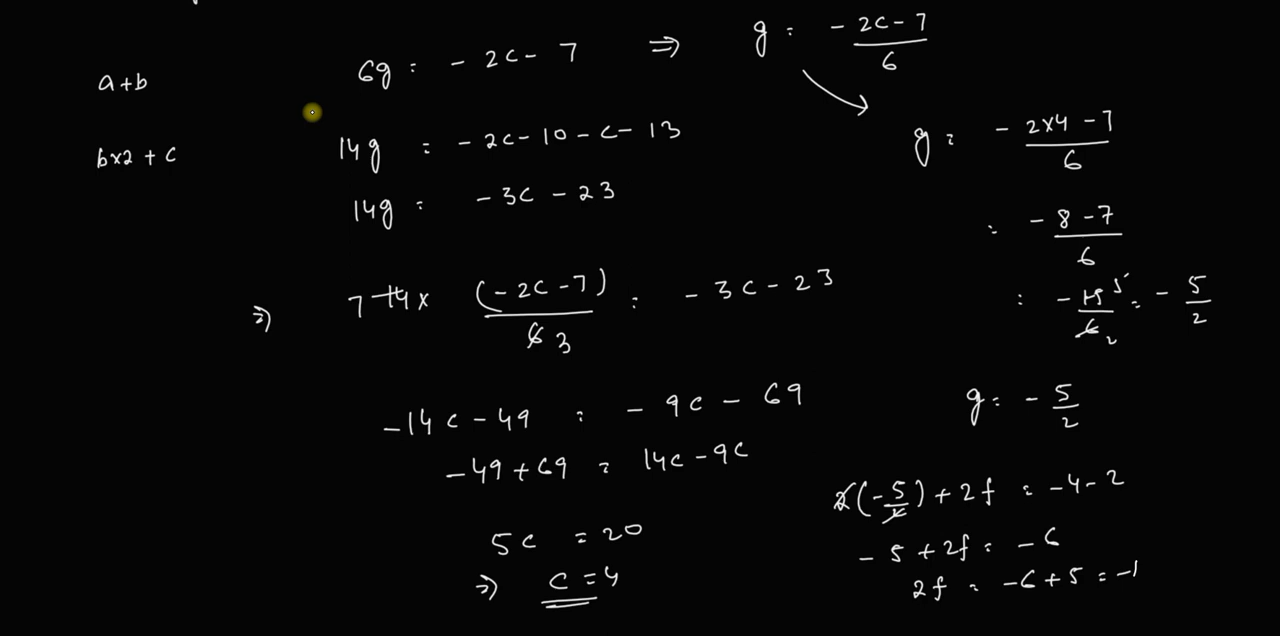 a+b
6g = - 2c - 7 ⇒ g = - 2c - 7 / 6
b×2 + c
14g = - 2c - 10 - c - 13
g = - 2×4 - 7 / 6
14g = - 3c - 23
= - 8 - 7 / 6
⇒ 7 14 × (- 2c - 7) / 6 3 = - 3c - 23
= - 15 5 / 6 2 = - 5 / 2
-14c - 49 = - 9c - 69
g = - 5 / 2
-49 + 69 = 14c - 9c
2(- 5 / 2) + 2f = -4 - 2
5c = 20
- 5 + 2f = - 6
⇒ c = 4
2f = -6 + 5 = -1